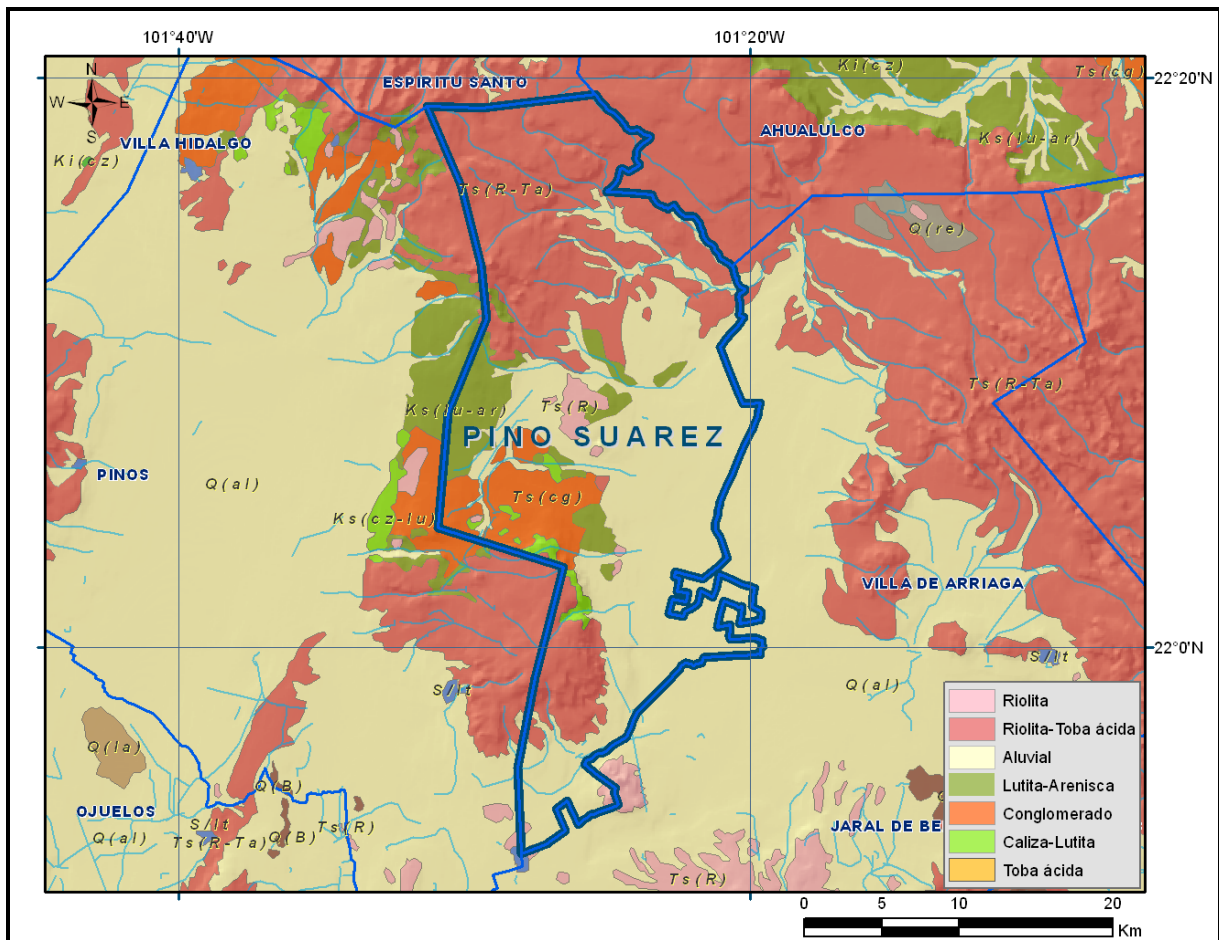 101°40'W
101°20'W
N
W
E
S
ESPIRITU SANTO
Ki(cz)
Ts(cg)
22°20'
AHUALULCO
VILLA HIDALGO
Ki(cz)
Ks(lu-ar)
Ts(R-Ta)
Q(re)
Ts(R-Ta)
Ks(lu-ar)
Ts(R)
PINO SUAREZ
PINOS
Q(al)
Ts(cg)
Ks(cz-lu)
VILLA DE ARRIAGA
22°0'
S/It
S/It
Q(al)
Q(la)
Q(B)
OJUELOS
S/It
Ts(R)
Q(al)
Ts(R-Ta)
Q(B)
JARAL DE BE
Ts(R)
Riolita
Riolita-Toba ácida
Aluvial
Lutita-Arenisca
Conglomerado
Caliza-Lutita
Toba ácida
0 5 10 20
Km